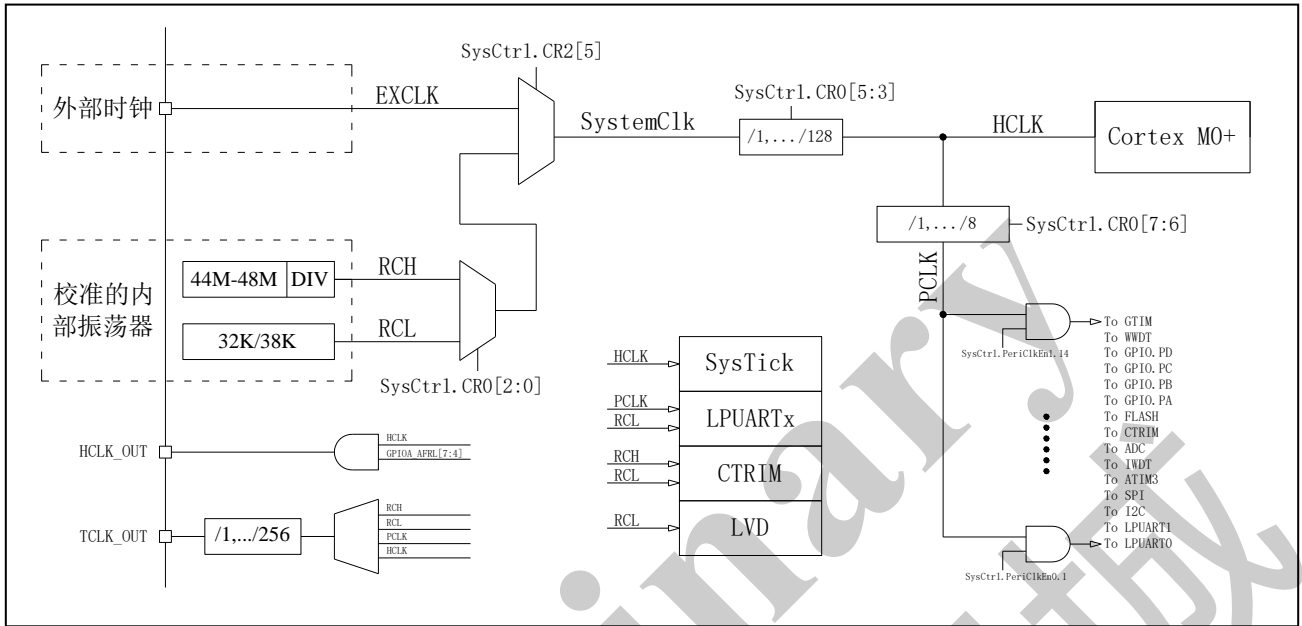 SysCtrl.CR2[5]
外部时钟
EXCLK
SysCtrl.CR0[5:3]
SystemClk
/1,.../128
HCLK
Cortex M0+
/1,.../8
SysCtrl.CR0[7:6]
PCLK
校准的内
部振荡器
44M-48M
DIV
RCH
32K/38K
RCL
SysCtrl.CR0[2:0]
HCLK_OUT
HCLK
GPIOA_AFRL[7:4]
TCLK_OUT
/1,.../256
RCH
RCL
PCLK
HCLK
HCLK
SysTick
PCLK
RCL
LPUARTx
RCH
RCL
CTRIM
RCL
LVD
SysCtrl.PeriClkEn1.14
To GTIM
To WWDT
To GPIO.PD
To GPIO.PC
To GPIO.PB
To GPIO.PA
To FLASH
To CTRIM
To ADC
To IWDT
To ATIM3
To SPI
To I2C
To LPUART1
To LPUART0
SysCtrl.PeriClkEn0.1
inary